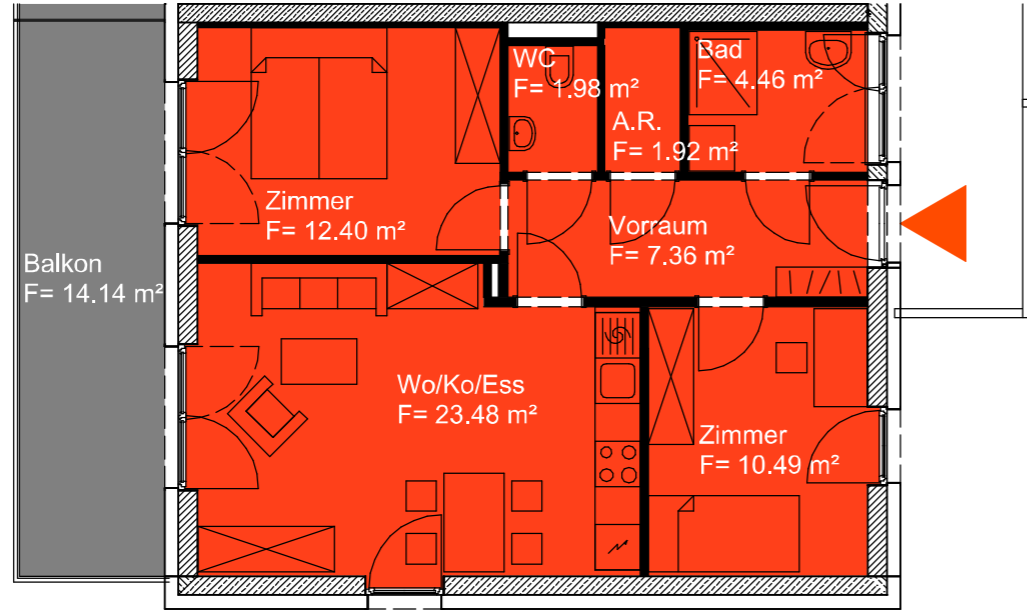 WC
F= 1.98 m²
Bad
F= 4.46 m²
A.R.
F= 1.92 m²
Zimmer
F= 12.40 m²
Vorraum
F= 7.36 m²
Balkon
F= 14.14 m²
Wo/Ko/Ess
F= 23.48 m²
Zimmer
F= 10.49 m²